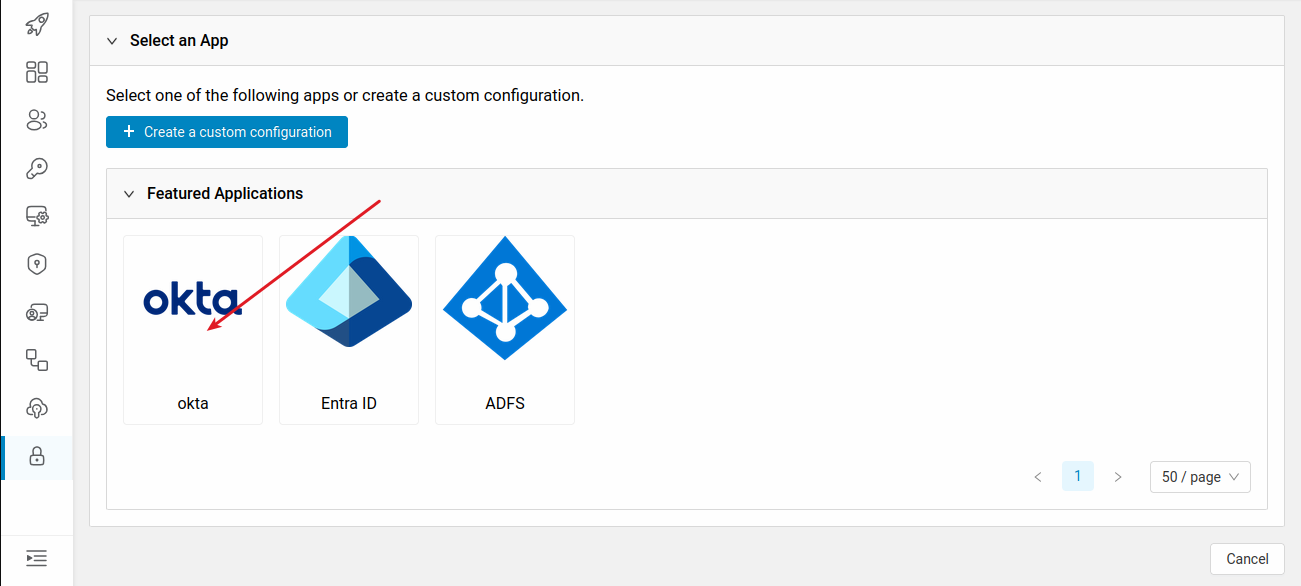 Select an App
Select one of the following apps or create a custom configuration.
+ Create a custom configuration
Featured Applications
okta
okta
Entra ID
ADFS
< 1 > 50 / page
Cancel